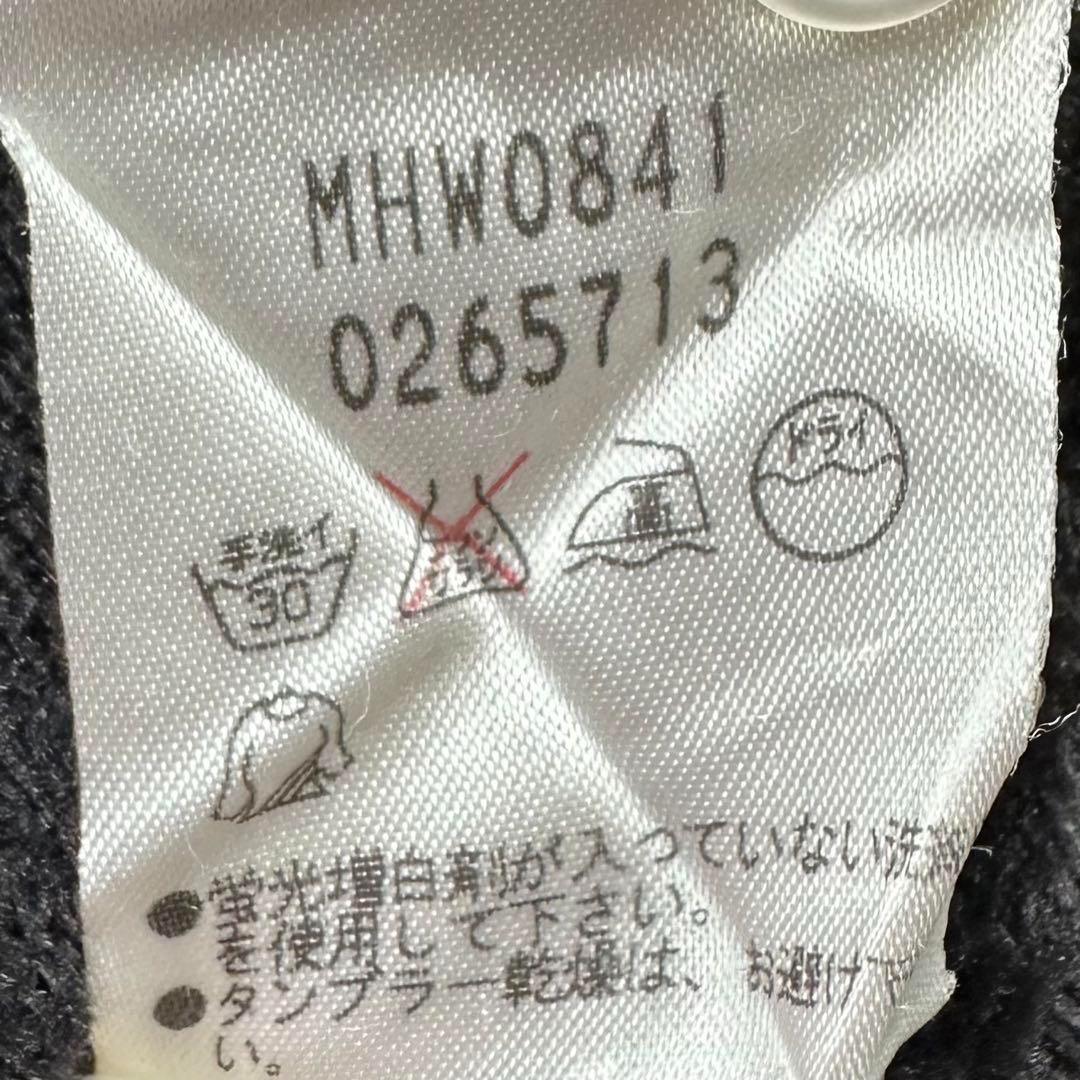 MHW0841
0265713
手洗イ
30
ドライ
●蛍光増白剤が入っていない洗
を使用して下さい。
●タンブラー乾燥は、お避け下
い。